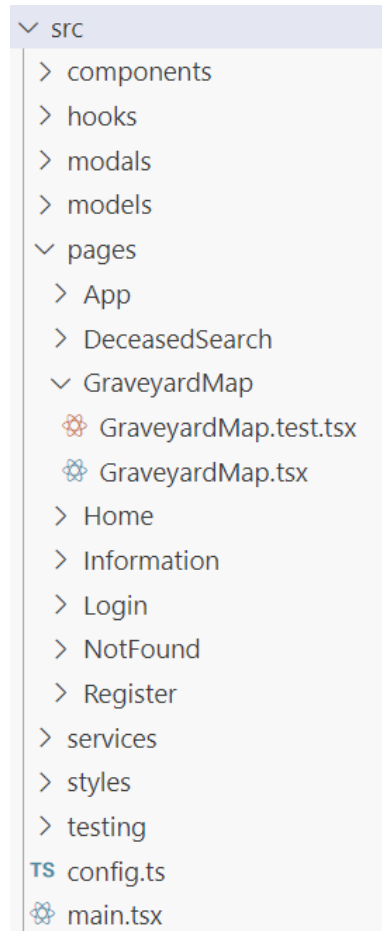 src
components
hooks
modals
models
pages
App
DeceasedSearch
GraveyardMap
GraveyardMap.test.tsx
GraveyardMap.tsx
Home
Information
Login
NotFound
Register
services
styles
testing
TS config.ts
main.tsx